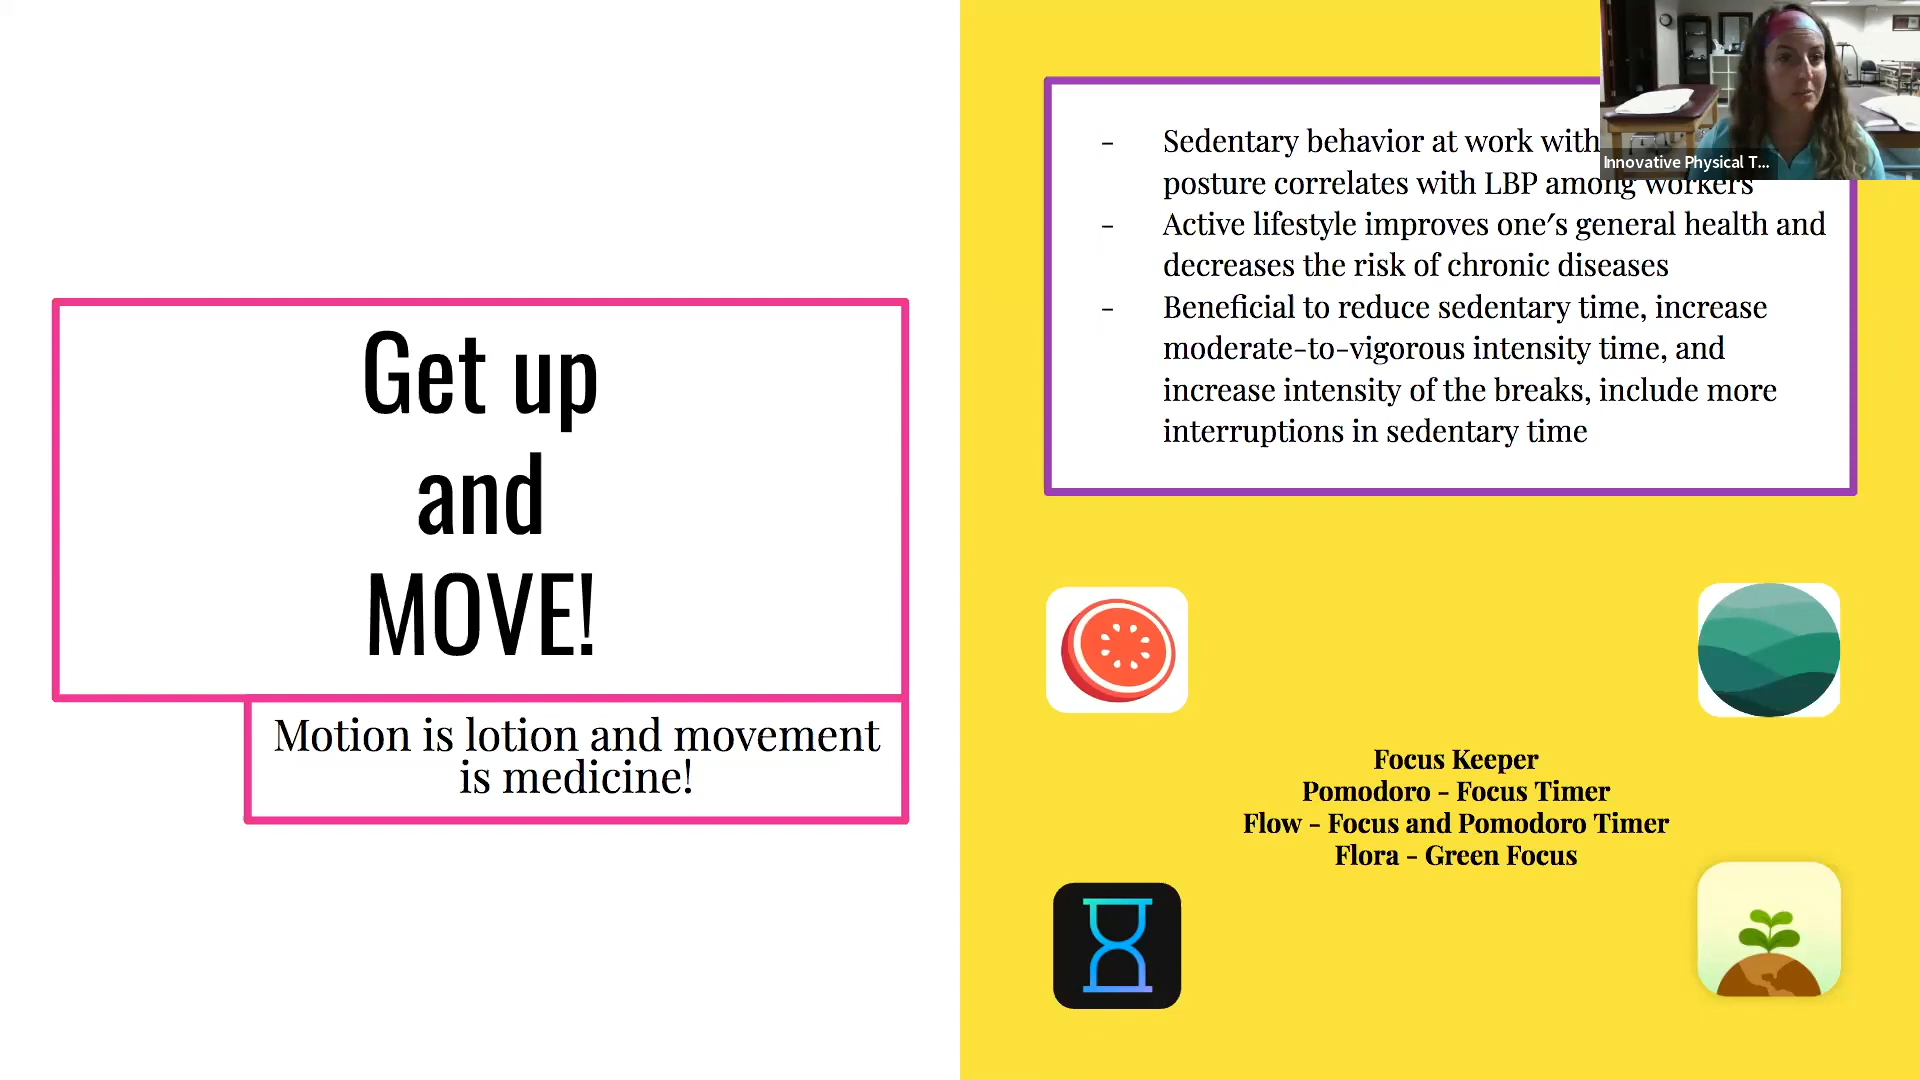 Get up
and
MOVE!
Motion is lotion and movement
is medicine!
- Sedentary behavior at work with
posture correlates with LBP among workers
- Active lifestyle improves one′s general health and
decreases the risk of chronic diseases
- Beneficial to reduce sedentary time, increase
moderate-to-vigorous intensity time, and
increase intensity of the breaks, include more
interruptions in sedentary time
Innovative Physical T...
Focus Keeper
Pomodoro - Focus Timer
Flow - Focus and Pomodoro Timer
Flora - Green Focus